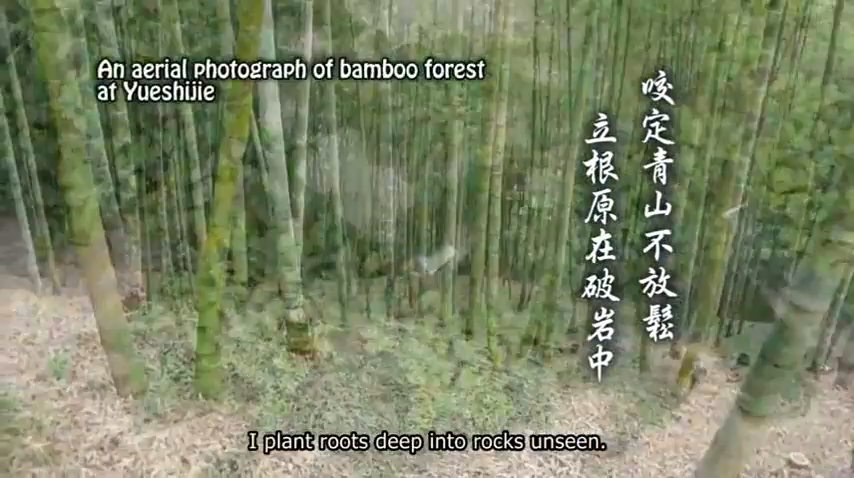 An aerial photograph of bamboo forest
at Yueshijie
咬定青山不放鬆
立根原在破岩中
I plant roots deep into rocks unseen.